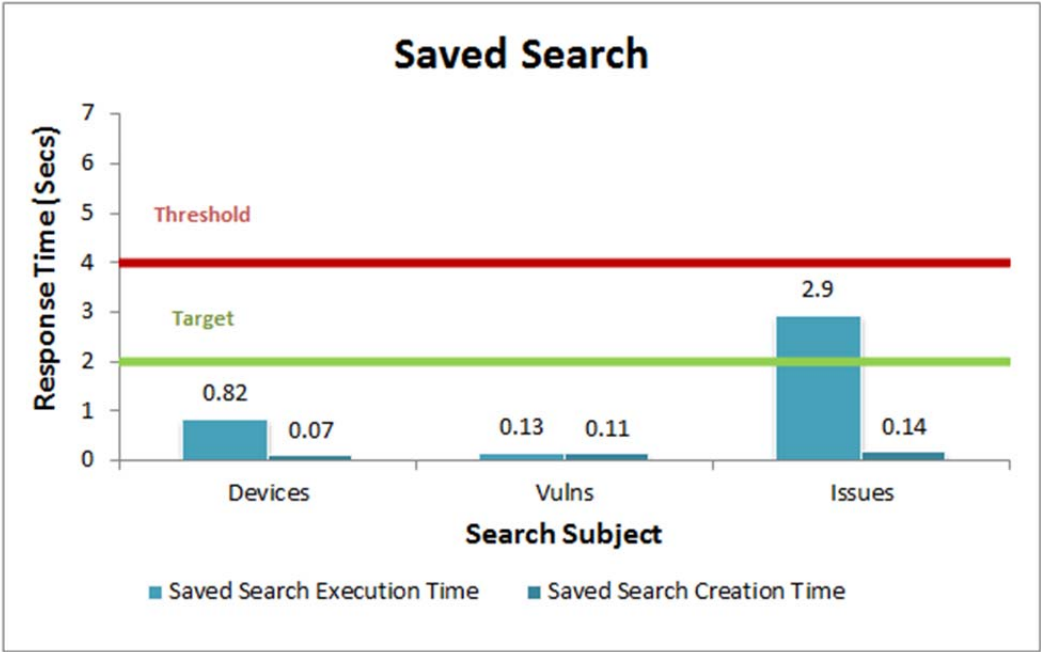 Saved Search
Response Time (Secs)
7
6
5
4
3
2
1
0
Threshold
Target
0.82
0.07
0.13
0.11
2.9
0.14
Devices
Vulns
Issues
Search Subject
Saved Search Execution Time
Saved Search Creation Time